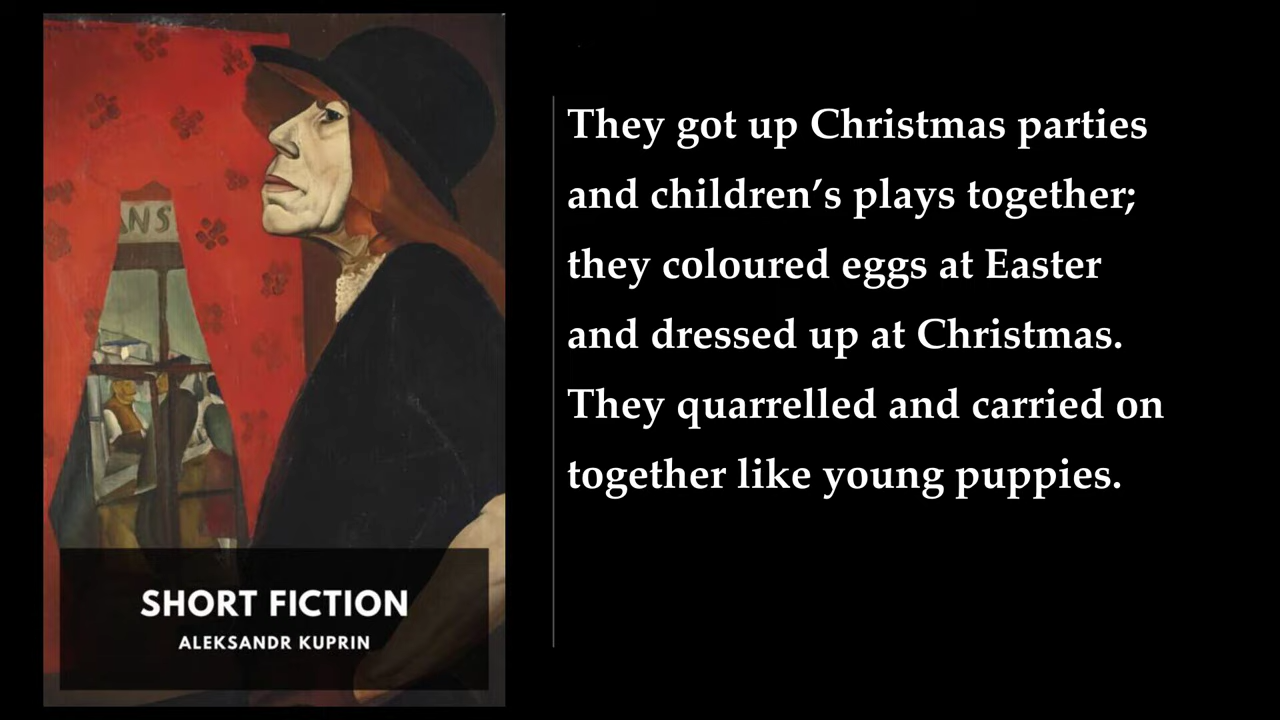 ANS
SHORT FICTION
ALEKSANDR KUPRIN
They got up Christmas parties
and children’s plays together;
they coloured eggs at Easter
and dressed up at Christmas.
They quarrelled and carried on
together like young puppies.